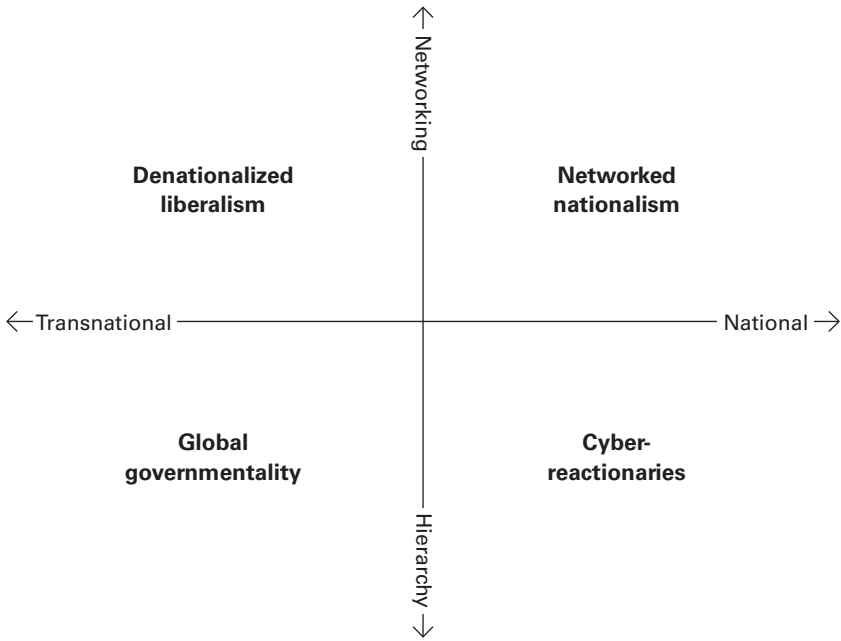 Networking
Denationalized
liberalism
Networked
nationalism
Transnational
National
Global
governmentality
Cyber-
reactionaries
Hierarchy